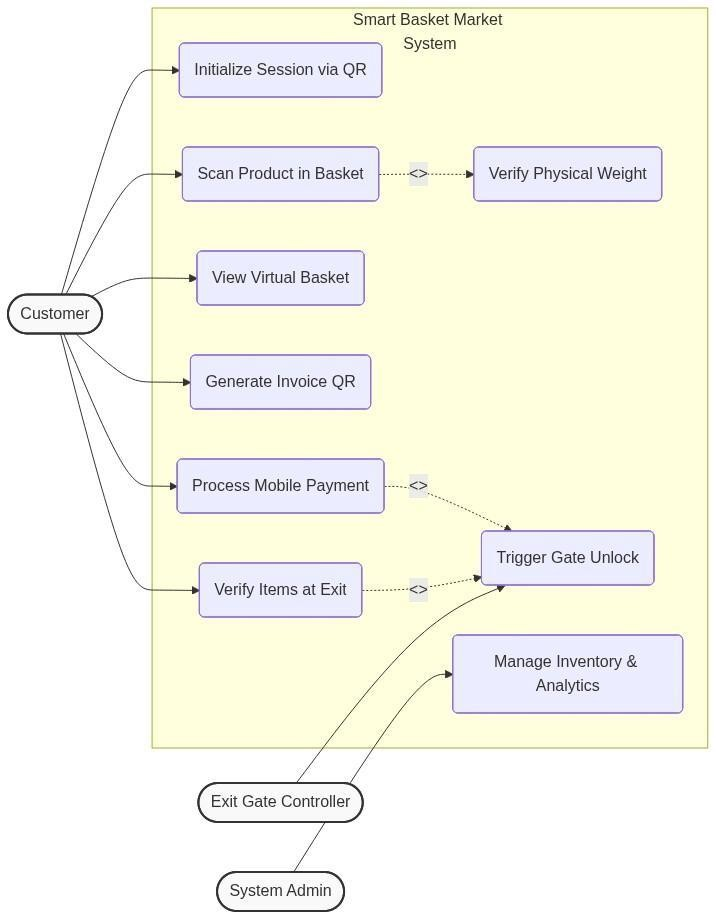 Smart Basket Market
System
Initialize Session via QR
Scan Product in Basket
<>
Verify Physical Weight
View Virtual Basket
Customer
Generate Invoice QR
Process Mobile Payment
<>
Trigger Gate Unlock
Verify Items at Exit
<>
Manage Inventory &
Analytics
Exit Gate Controller
System Admin